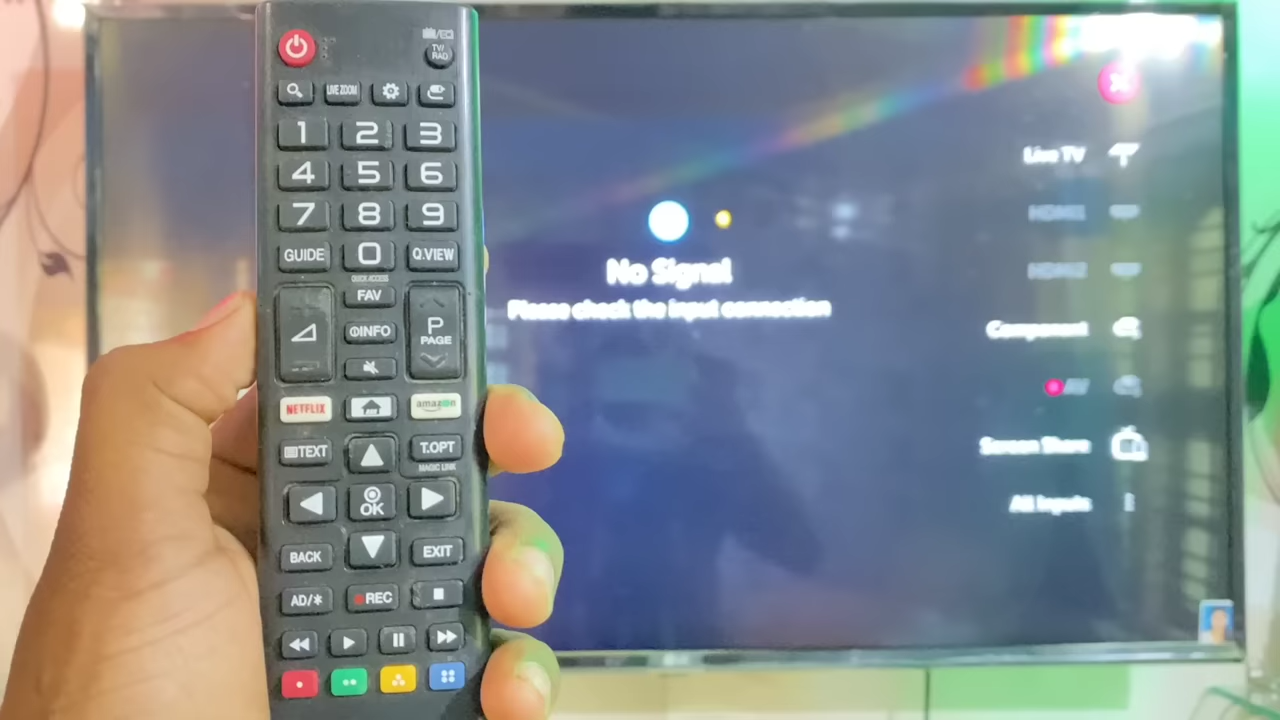 TV/
RAD
LIVE ZOOM
1 2 3
4 5 6
7 8 9
GUIDE 0 Q.VIEW
QUICK ACCESS
FAV
INFO
P
PAGE
NETFLIX amazon
TEXT T.OPT
MAGIC LINK
OK
BACK EXIT
AD/* REC
No Signal
Please check the input connection
Live TV
HDMI1
HDMI2
Component
AV
Screen Share
All Inputs